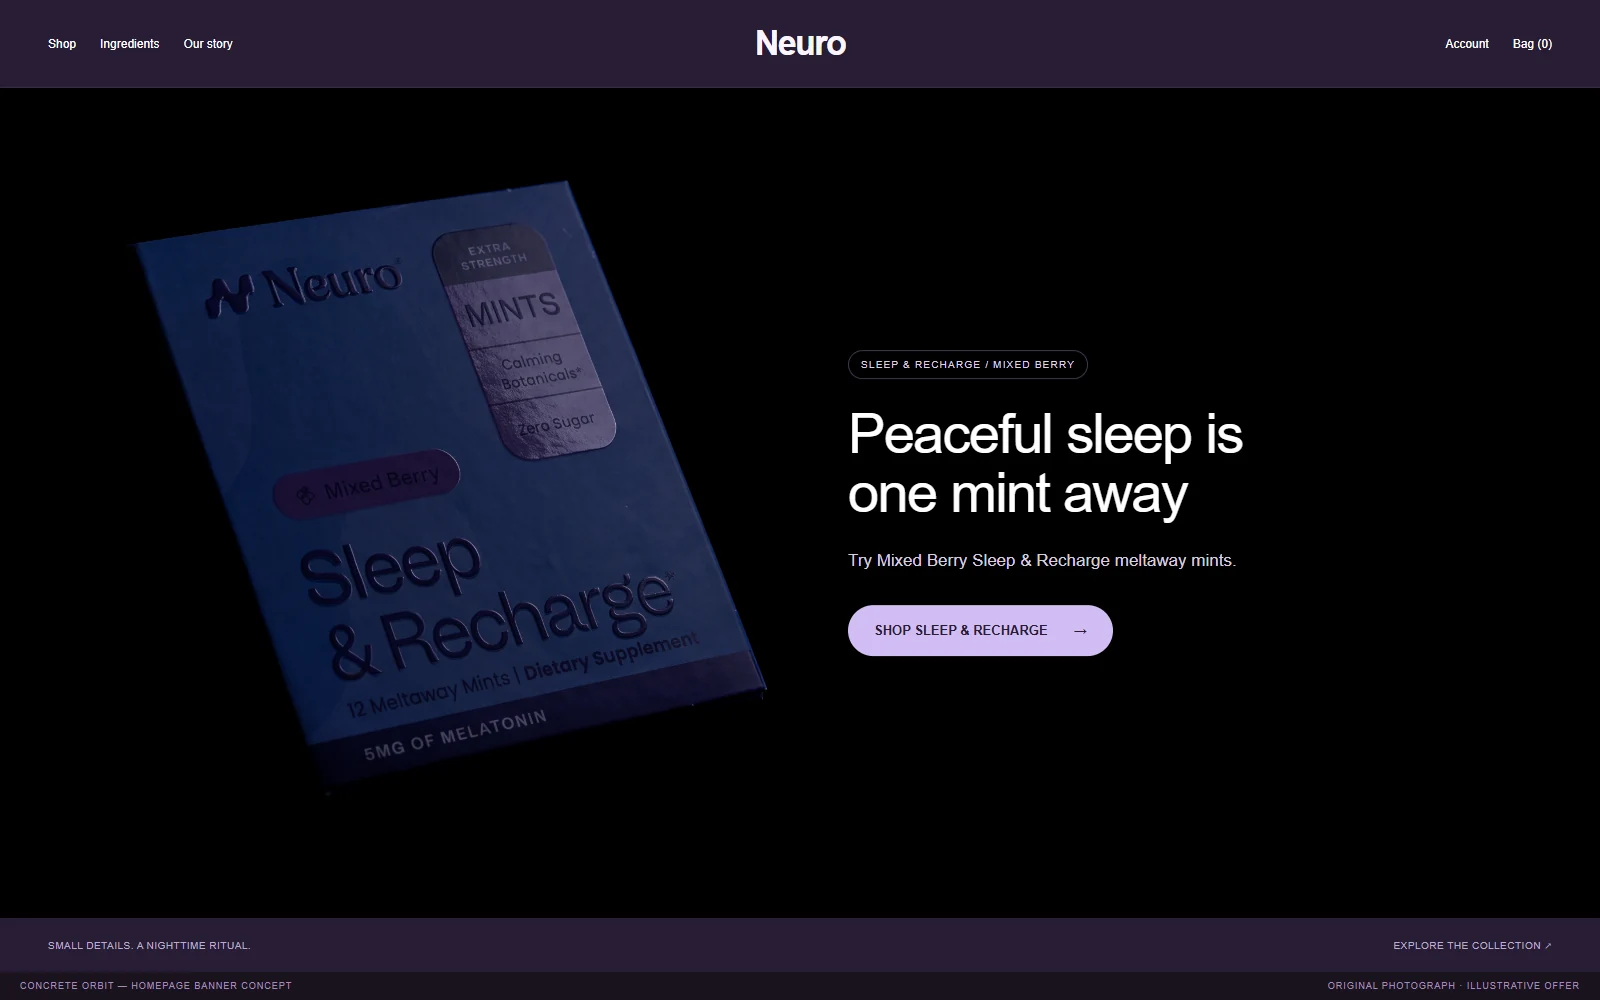 Shop
Ingredients
Our story
Neuro
Account
Bag (0)
Neuro
EXTRA
STRENGTH
MINTS
Calming
Botanicals*
Zero Sugar
Mixed Berry
Sleep
& Recharge*
12 Meltaway Mints | Dietary Supplement
5MG OF MELATONIN
SLEEP & RECHARGE / MIXED BERRY
Peaceful sleep is
one mint away
Try Mixed Berry Sleep & Recharge meltaway mints.
SHOP SLEEP & RECHARGE →
SMALL DETAILS. A NIGHTTIME RITUAL.
EXPLORE THE COLLECTION ↗
CONCRETE ORBIT — HOMEPAGE BANNER CONCEPT
ORIGINAL PHOTOGRAPH · ILLUSTRATIVE OFFER